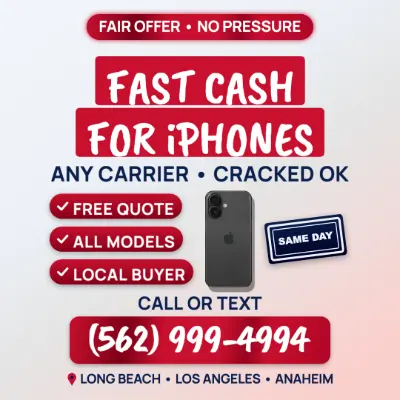 FAIR OFFER • NO PRESSURE
FAST CASH
FOR iPHONES
ANY CARRIER • CRACKED OK
FREE QUOTE
ALL MODELS
LOCAL BUYER
SAME DAY
CALL OR TEXT
(562) 999-4994
LONG BEACH • LOS ANGELES • ANAHEIM